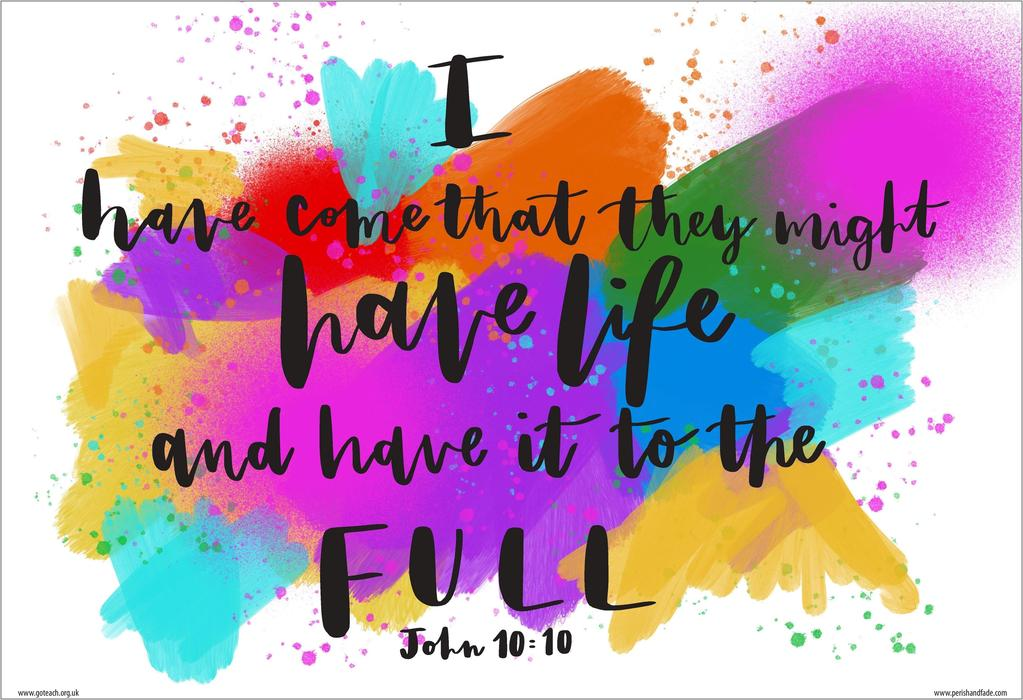 I
have come that they might
have life
and have it to the
FULL
John 10:10
www.goteach.org.uk
www.perishandfade.com